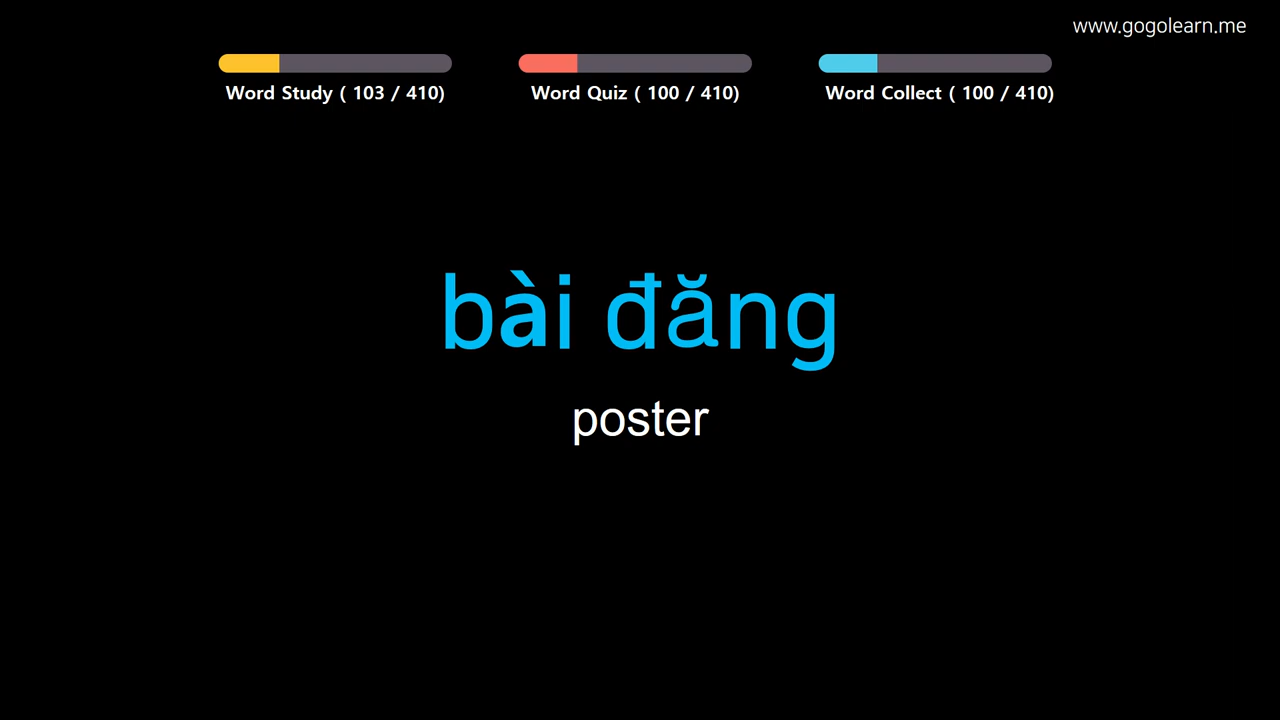 www.gogolearn.me
Word Study ( 103 / 410)
Word Quiz ( 100 / 410)
Word Collect ( 100 / 410)
bài đăng
poster